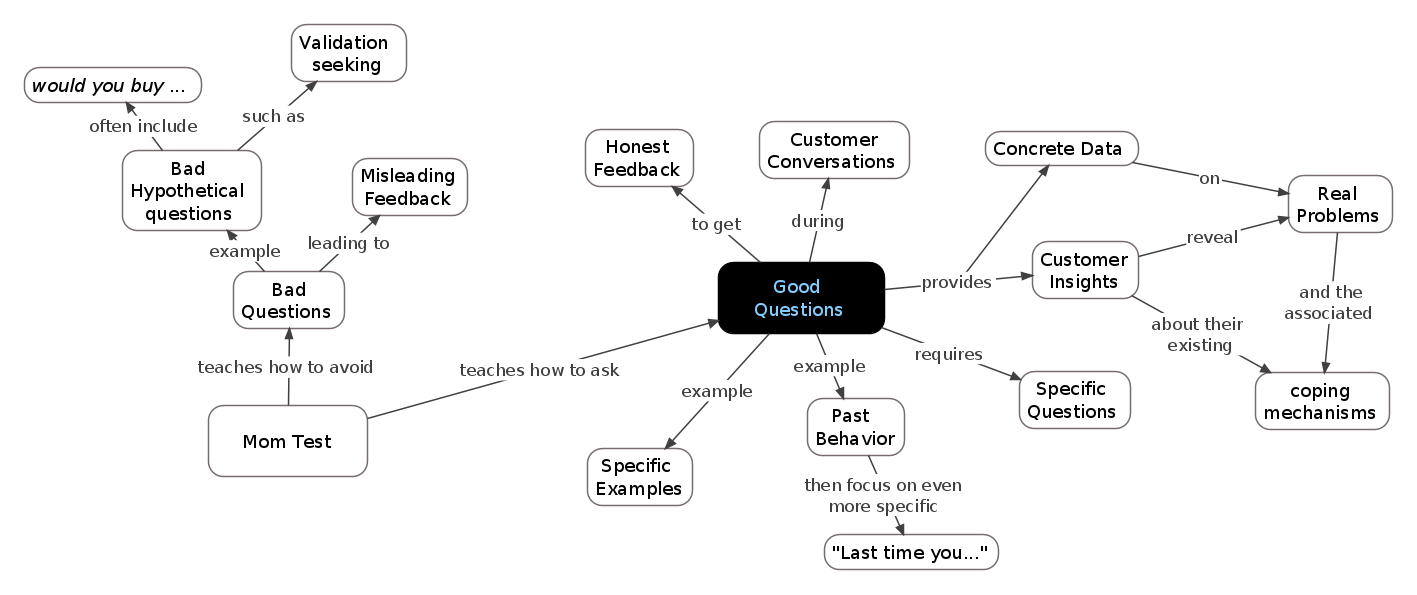 Validation
seeking
would you buy ...
often include
such as
Bad
Hypothetical
questions
Misleading
Feedback
example
leading to
Bad
Questions
teaches how to avoid
Mom Test
teaches how to ask
Honest
Feedback
Customer
Conversations
to get
during
Good
Questions
provides
Concrete Data
on
Real
Problems
Customer
Insights
reveal
and the
associated
about their
existing
coping
mechanisms
requires
Specific
Questions
example
example
Specific
Examples
Past
Behavior
then focus on even
more specific
"Last time you..."